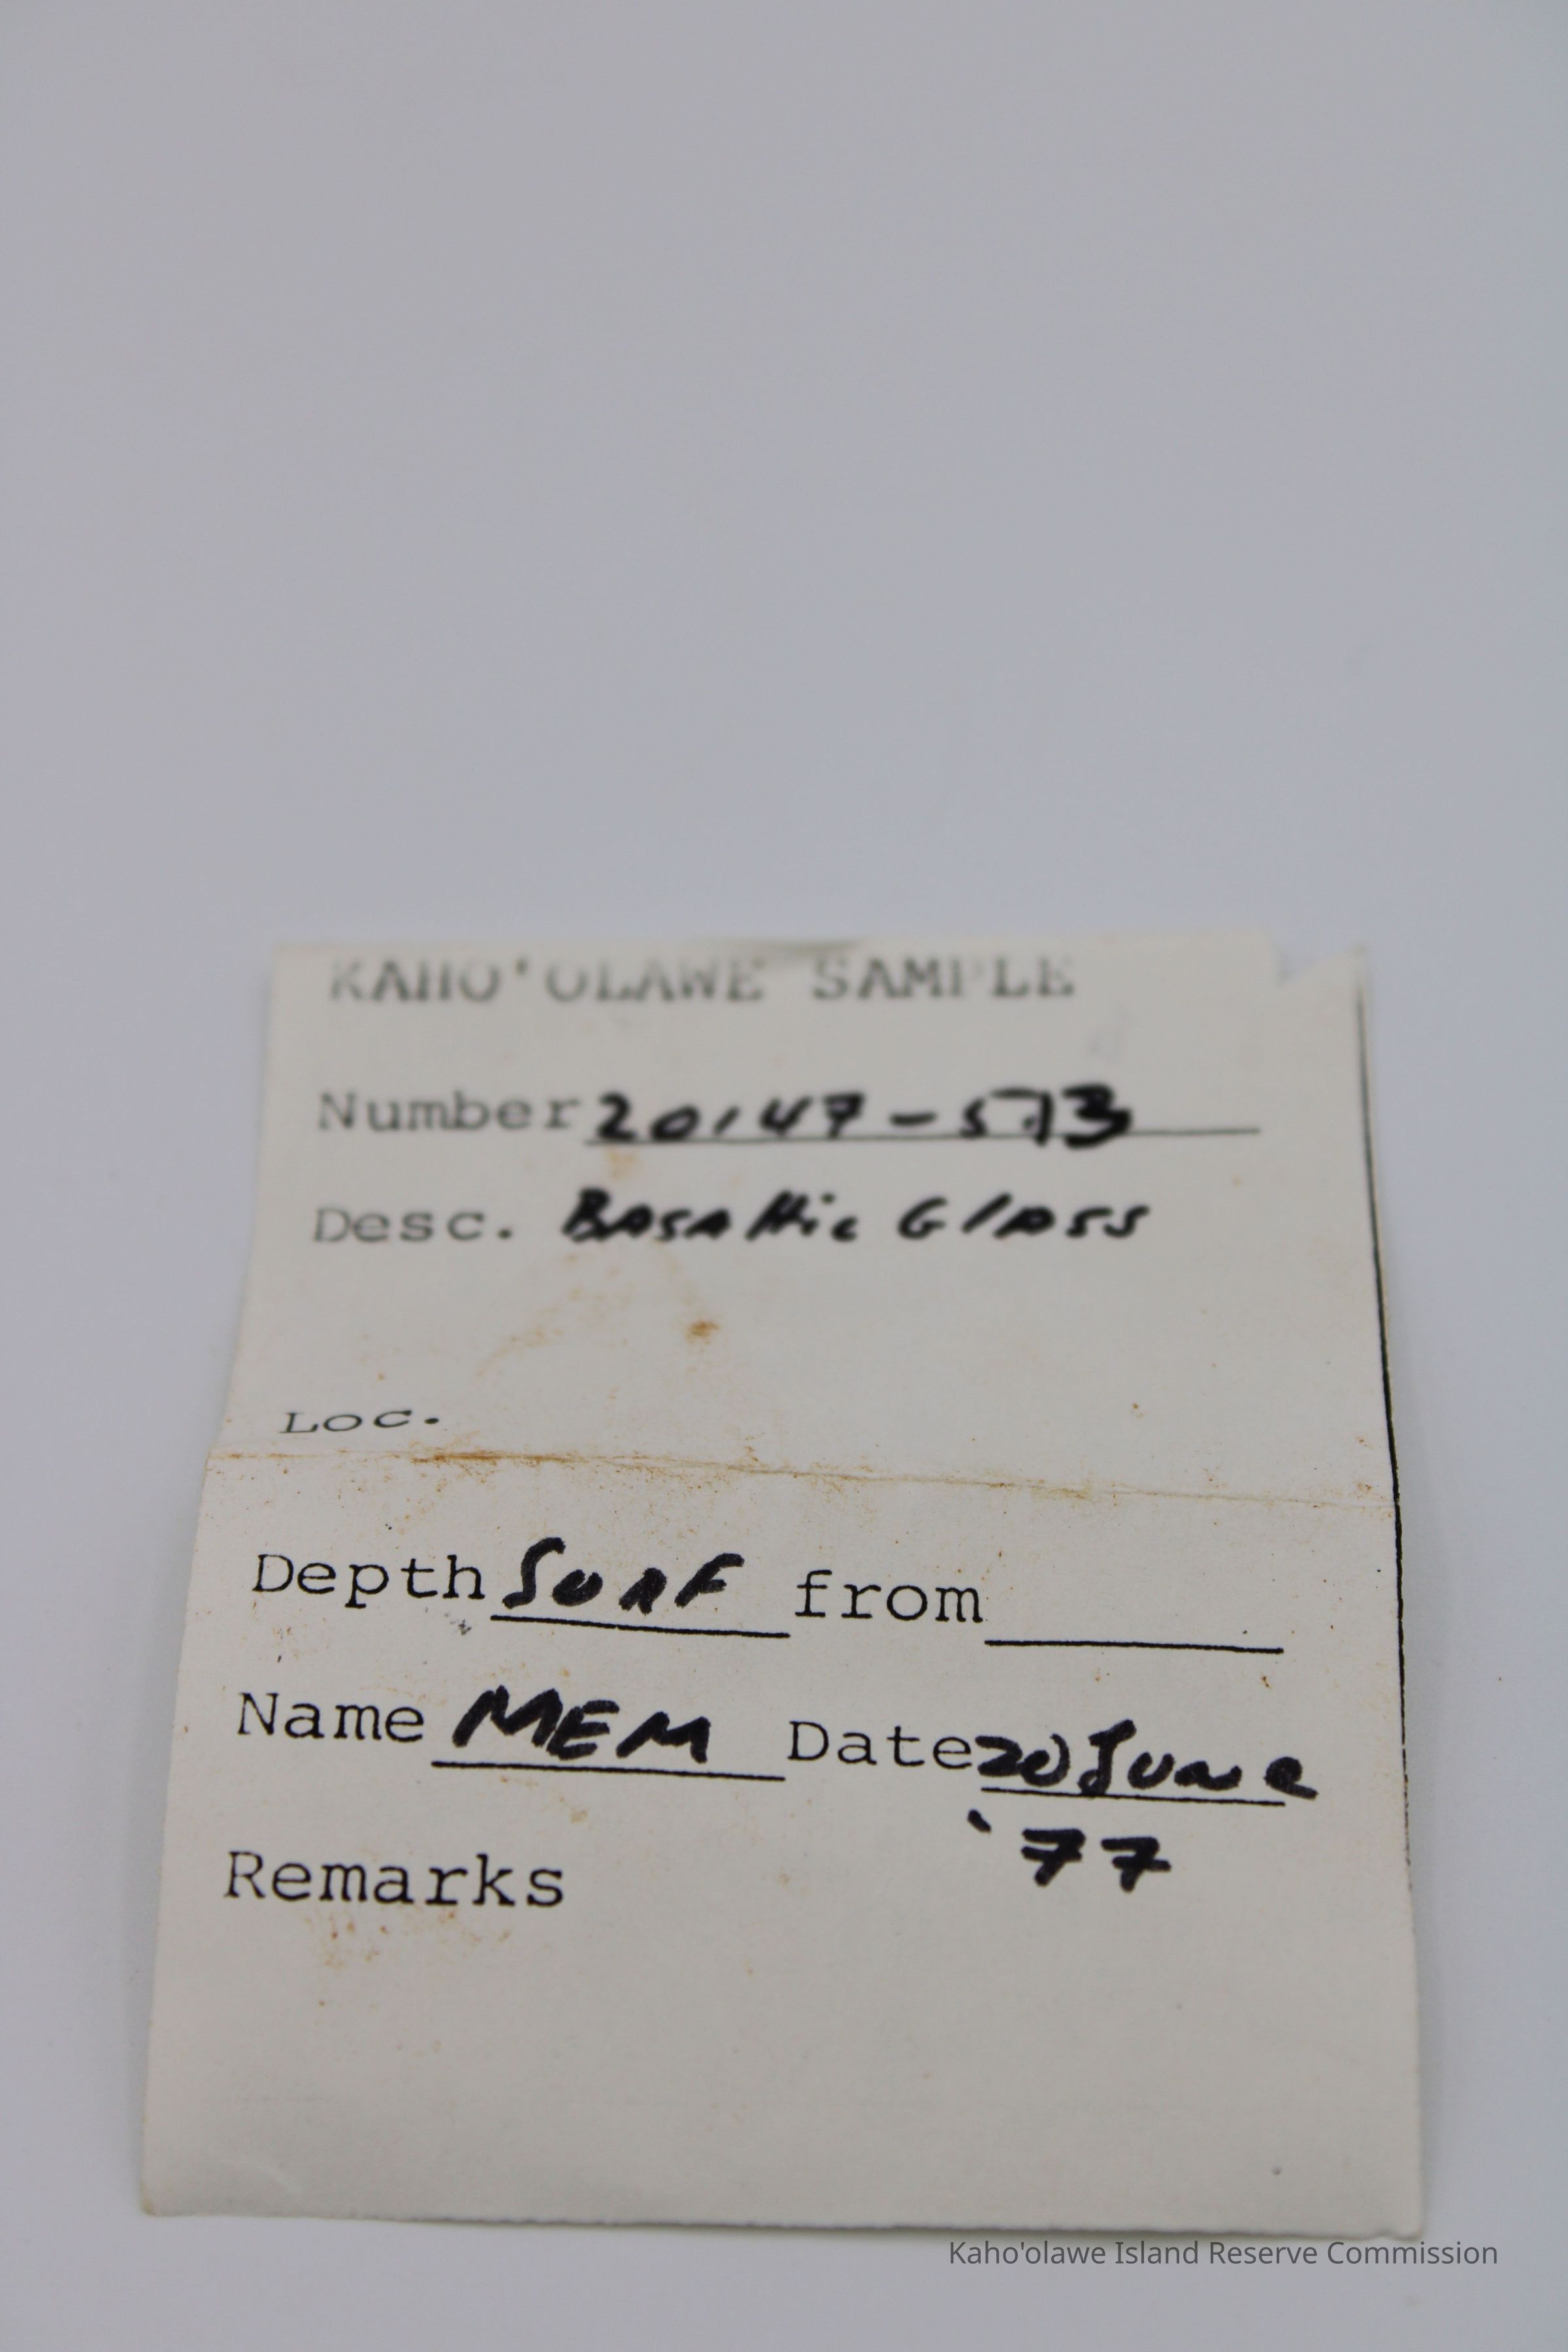 KAHO'OLAWE SAMPLE
Number 20147-573
Desc. Basaltic Glass
Loc.
Depth Surf from
Name MEM Date 20 June
'77
Remarks
Kaho'olawe Island Reserve Commission